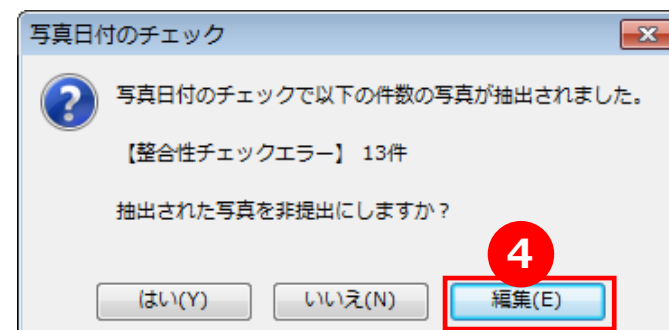 写真日付のチェック
写真日付のチェックで以下の件数の写真が抽出されました。
【整合性チェックエラー】 13件
抽出された写真を非提出にしますか？
4
はい(Y) いいえ(N) 編集(E)